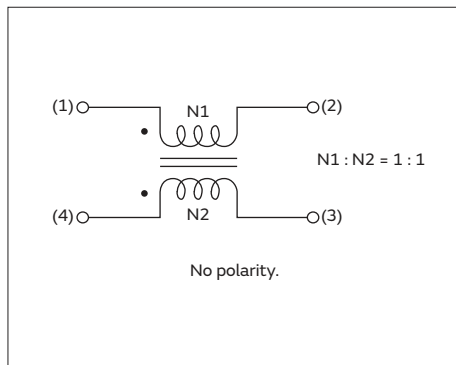 (1)
N1
(2)
N1 : N2 = 1 : 1
(4)
N2
(3)
No polarity.